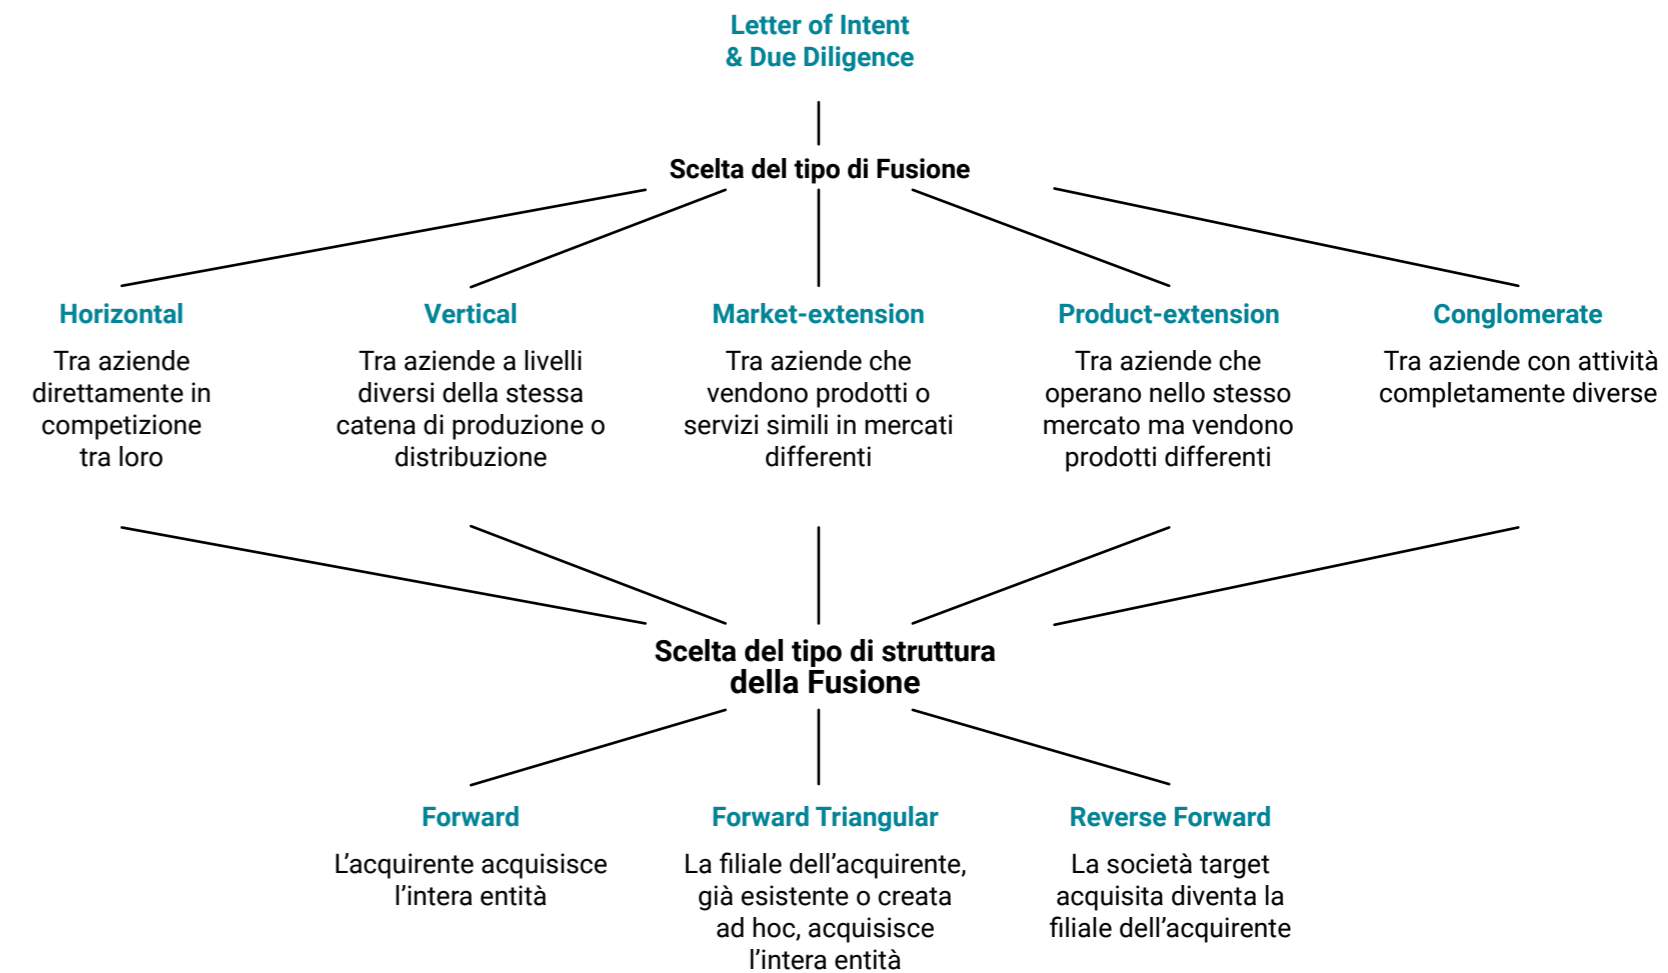 Letter of Intent
& Due Diligence
Scelta del tipo di Fusione
Horizontal
Tra aziende
direttamente in
competizione
tra loro
Vertical
Tra aziende a livelli
diversi della stessa
catena di produzione o
distribuzione
Market-extension
Tra aziende che
vendono prodotti o
servizi simili in mercati
differenti
Product-extension
Tra aziende che
operano nello stesso
mercato ma vendono
prodotti differenti
Conglomerate
Tra aziende con attività
completamente diverse
Scelta del tipo di struttura
della Fusione
Forward
L’acquirente acquisisce
l’intera entità
Forward Triangular
La filiale dell’acquirente,
già esistente o creata
ad hoc, acquisisce
l’intera entità
Reverse Forward
La società target
acquisita diventa la
filiale dell’acquirente